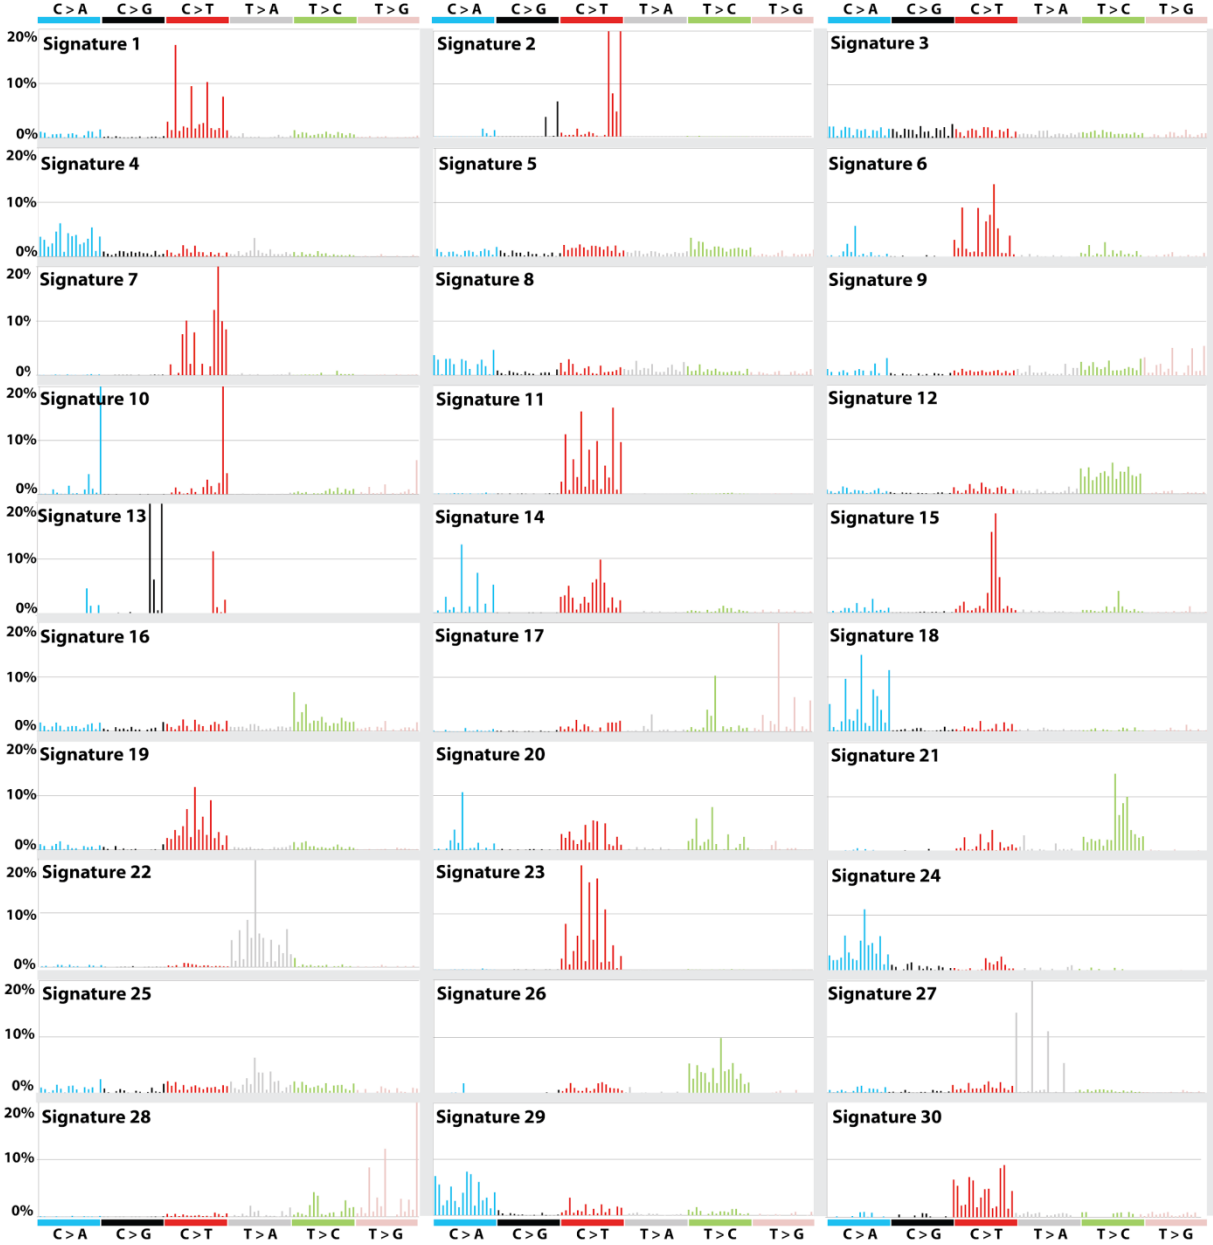 C > A C > G C > T T > A T > C T > G C > A C > G C > T T > A T > C T > G C > A C > G C > T T > A T > C T > G
20% Signature 1 Signature 2 Signature 3
10%
0%
20% Signature 4 Signature 5 Signature 6
10%
0%
20% Signature 7 Signature 8 Signature 9
10%
0%
20% Signature 10 Signature 11 Signature 12
10%
0%
20% Signature 13 Signature 14 Signature 15
10%
0%
20% Signature 16 Signature 17 Signature 18
10%
0%
20% Signature 19 Signature 20 Signature 21
10%
0%
20% Signature 22 Signature 23 Signature 24
10%
0%
20% Signature 25 Signature 26 Signature 27
10%
0%
20% Signature 28 Signature 29 Signature 30
10%
0%
C > A C > G C > T T > A T > C T > G C > A C > G C > T T > A T > C T > G C > A C > G C > T T > A T > C T > G